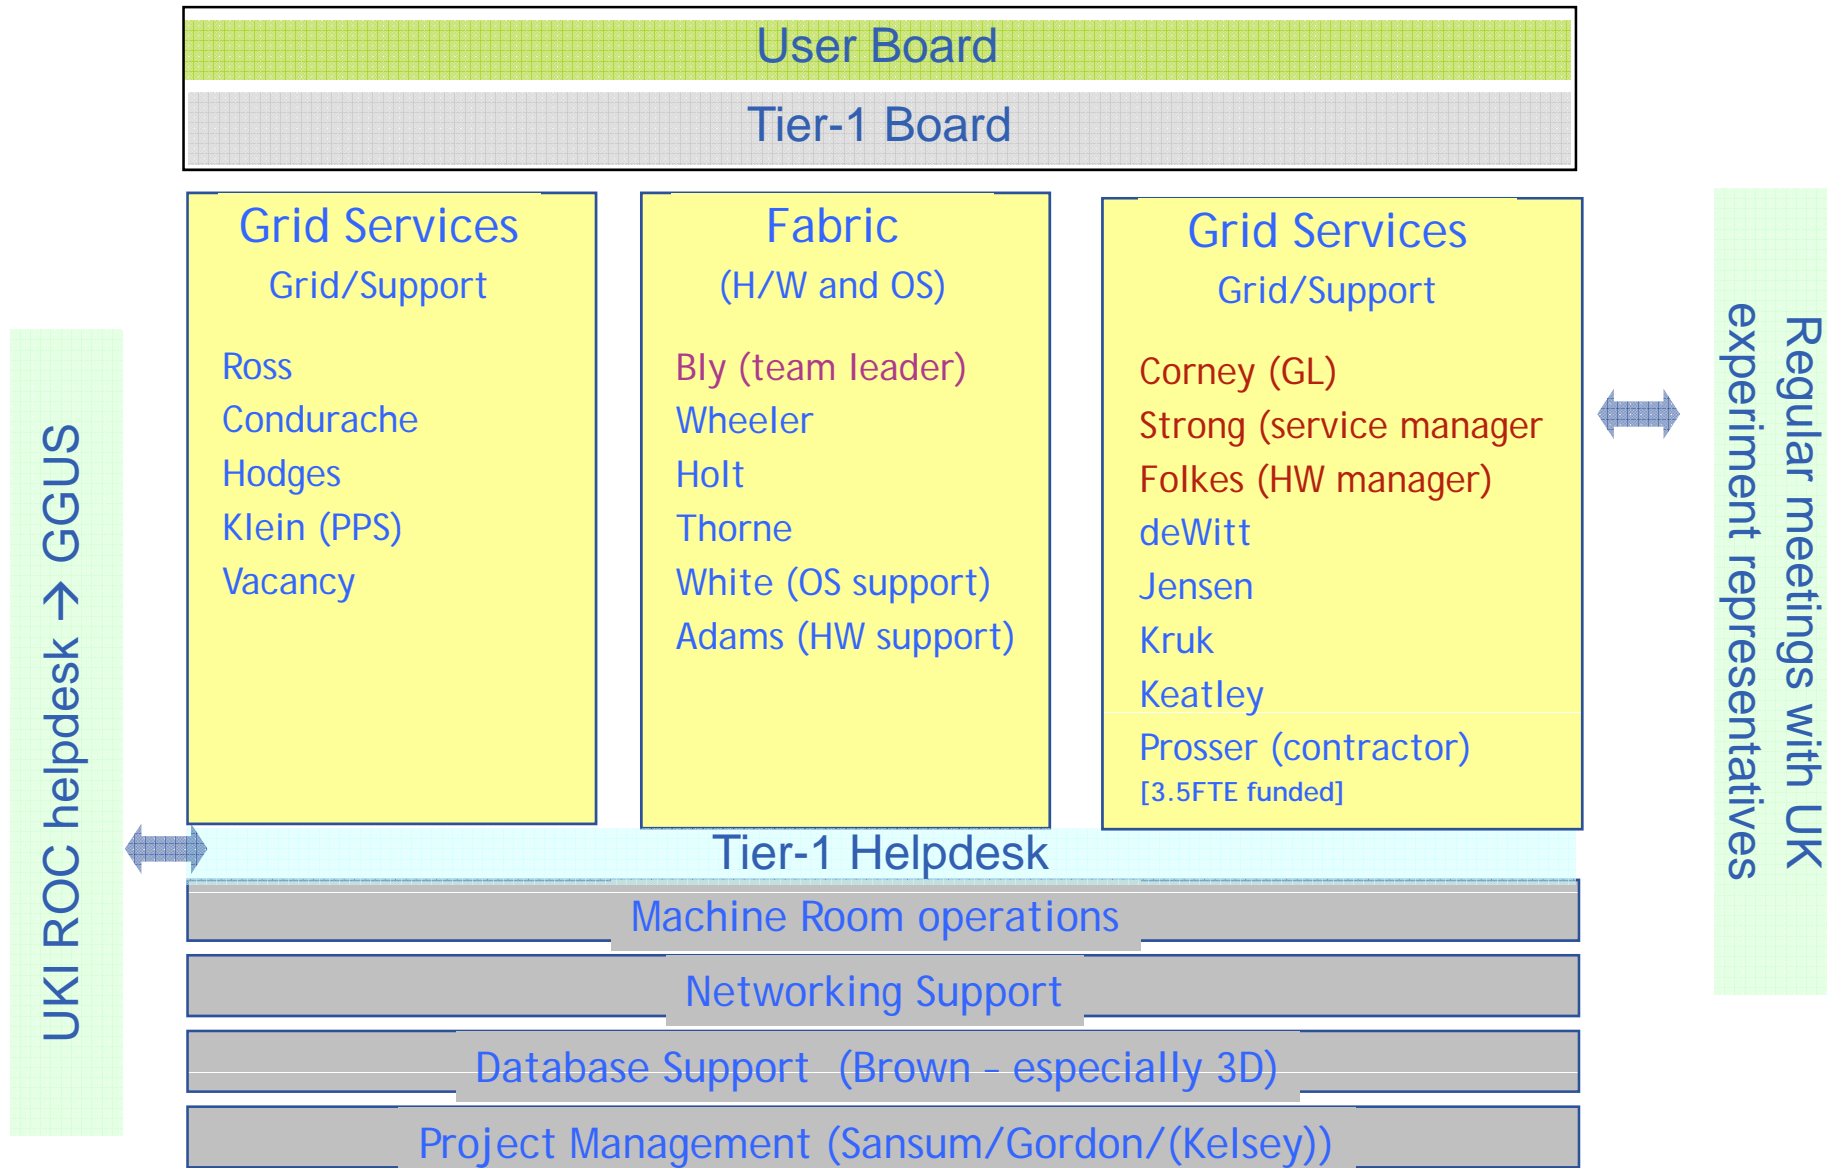 User Board
Tier-1 Board
Grid Services
Grid/Support
Ross
Condurache
Hodges
Klein (PPS)
Vacancy
Fabric
(H/W and OS)
Bly (team leader)
Wheeler
Holt
Thorne
White (OS support)
Adams (HW support)
Grid Services
Grid/Support
Corney (GL)
Strong (service manager
Folkes (HW manager)
deWitt
Jensen
Kruk
Keatley
Prosser (contractor)
[3.5FTE funded]
Tier-1 Helpdesk
Machine Room operations
Networking Support
Database Support (Brown – especially 3D)
Project Management (Sansum/Gordon/(Kelsey))
UKI ROC helpdesk → GGUS
Regular meetings with UK
experiment representatives